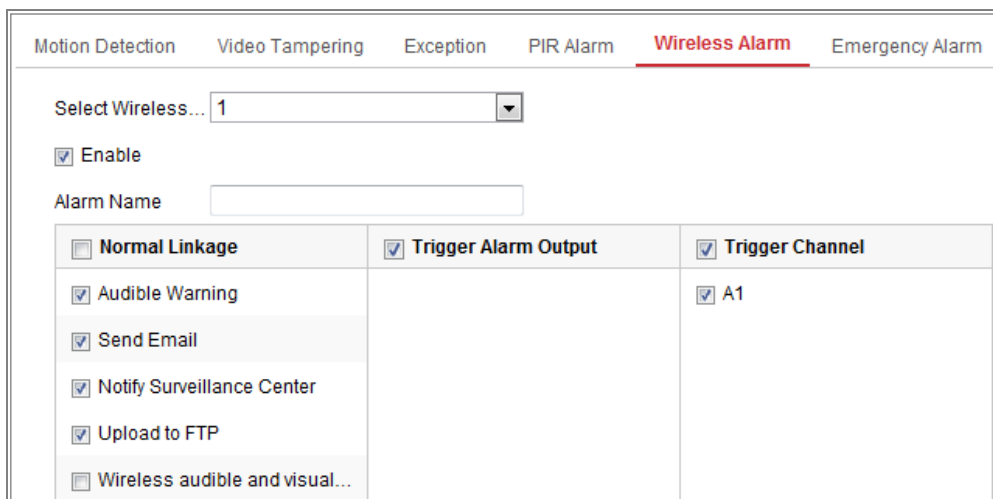 Motion Detection Video Tampering Exception PIR Alarm Wireless Alarm Emergency Alarm
Select Wireless... 1
Enable
Alarm Name
Normal Linkage Trigger Alarm Output Trigger Channel
Audible Warning A1
Send Email
Notify Surveillance Center
Upload to FTP
Wireless audible and visual...